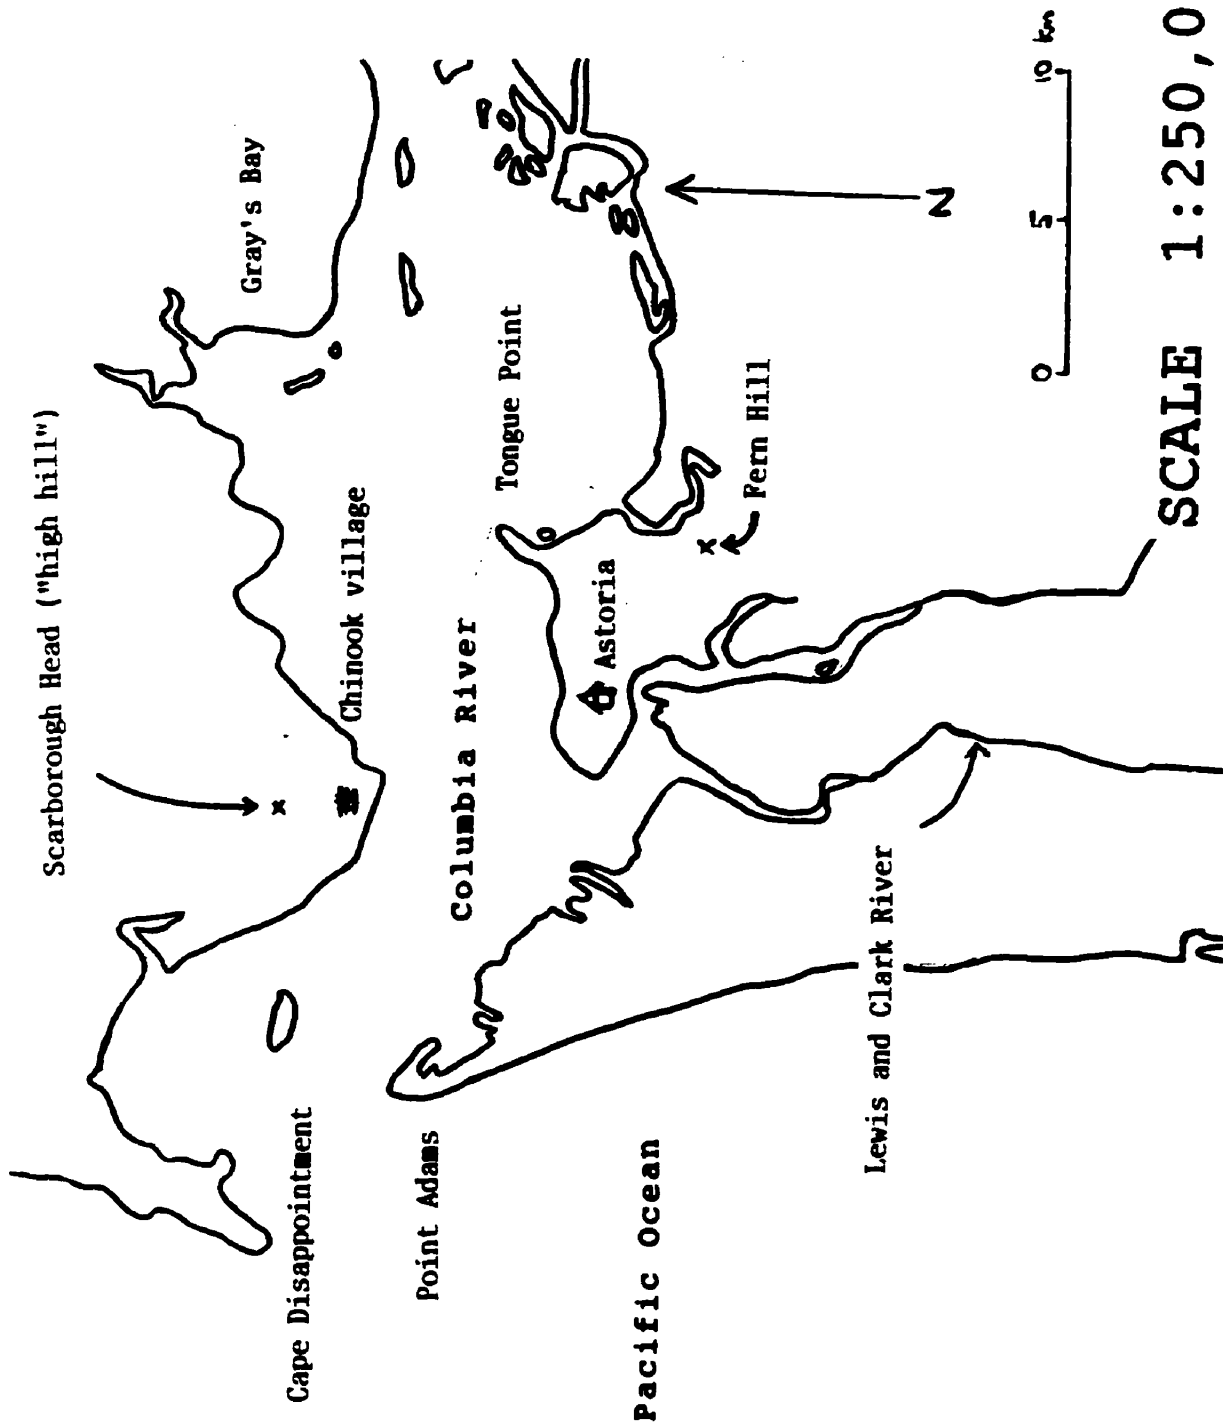 Scarborough Head ("high hill")
Gray's Bay
Chinook village
Cape Disappointment
Columbia River
Tongue Point
Point Adams
Astoria
Fern Hill
Pacific Ocean
Lewis and Clark River
N
0 5 10 km
SCALE 1:250,0